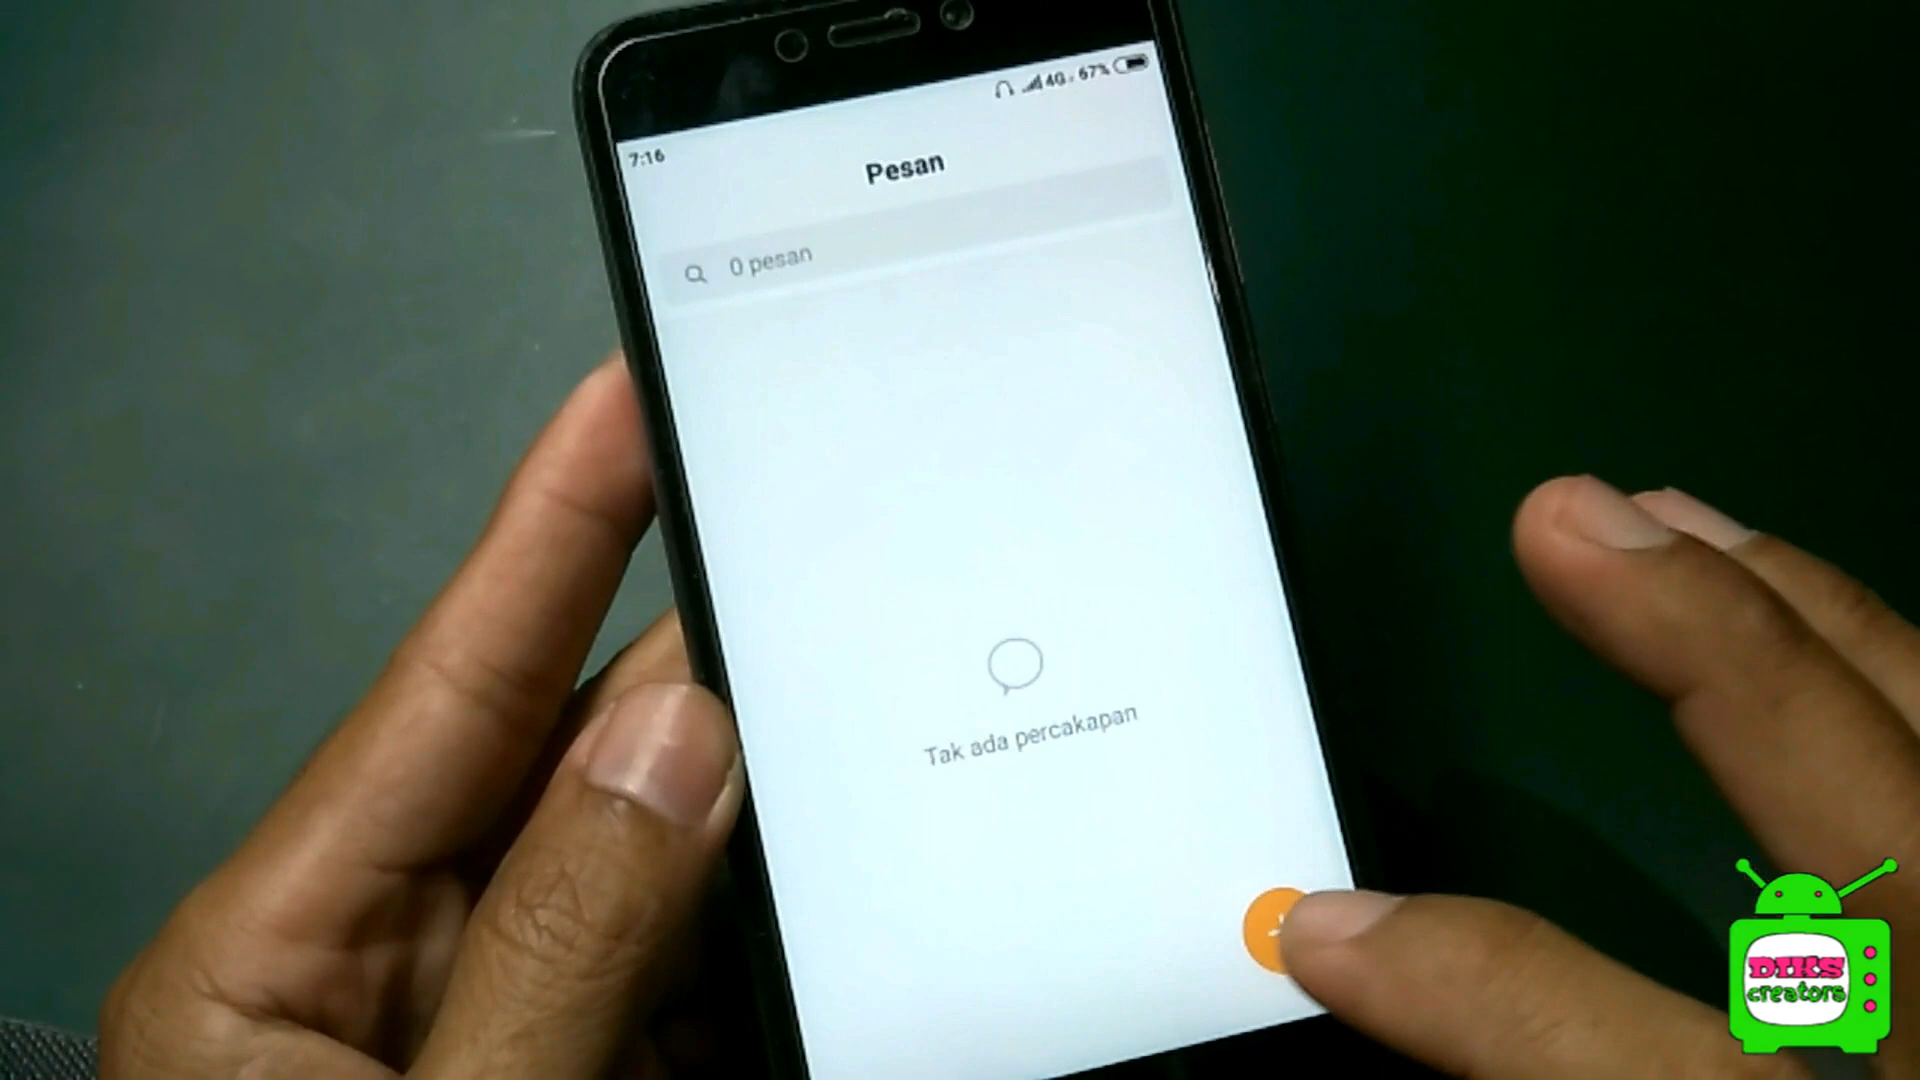 7:16
4G 67%
Pesan
0 pesan
Tak ada percakapan
DIKS
creators